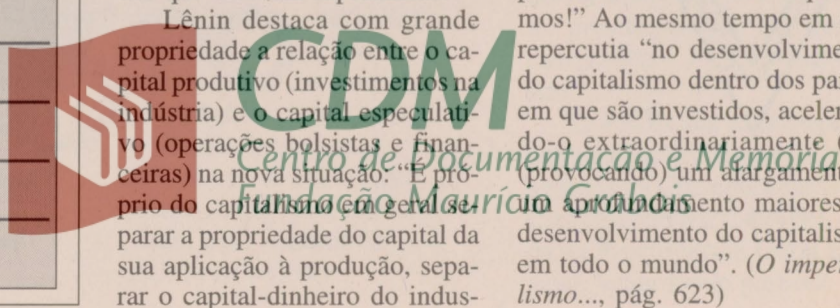 Lênin destaca com grande
propriedade a relação entre o ca-
pital produtivo (investimentos na
indústria) e o capital especulati-
vo (operações bolsistas e finan-
ceiras) na nova situação: “É pró-
prio do capitalismo em geral se-
parar a propriedade do capital da
sua aplicação à produção, sepa-
rar o capital-dinheiro do indus-
mos!” Ao mesmo tempo em
repercutia “no desenvolvime
do capitalismo dentro dos pa
em que são investidos, aceler
do-o extraordinariamente (
(provocando) um alargament
um aprofundamento maiores
desenvolvimento do capitalis
em todo o mundo”. (O imper
lismo..., pág. 623)
CDM
Centro de Documentação e Memória
Fundação Maurício Grabois